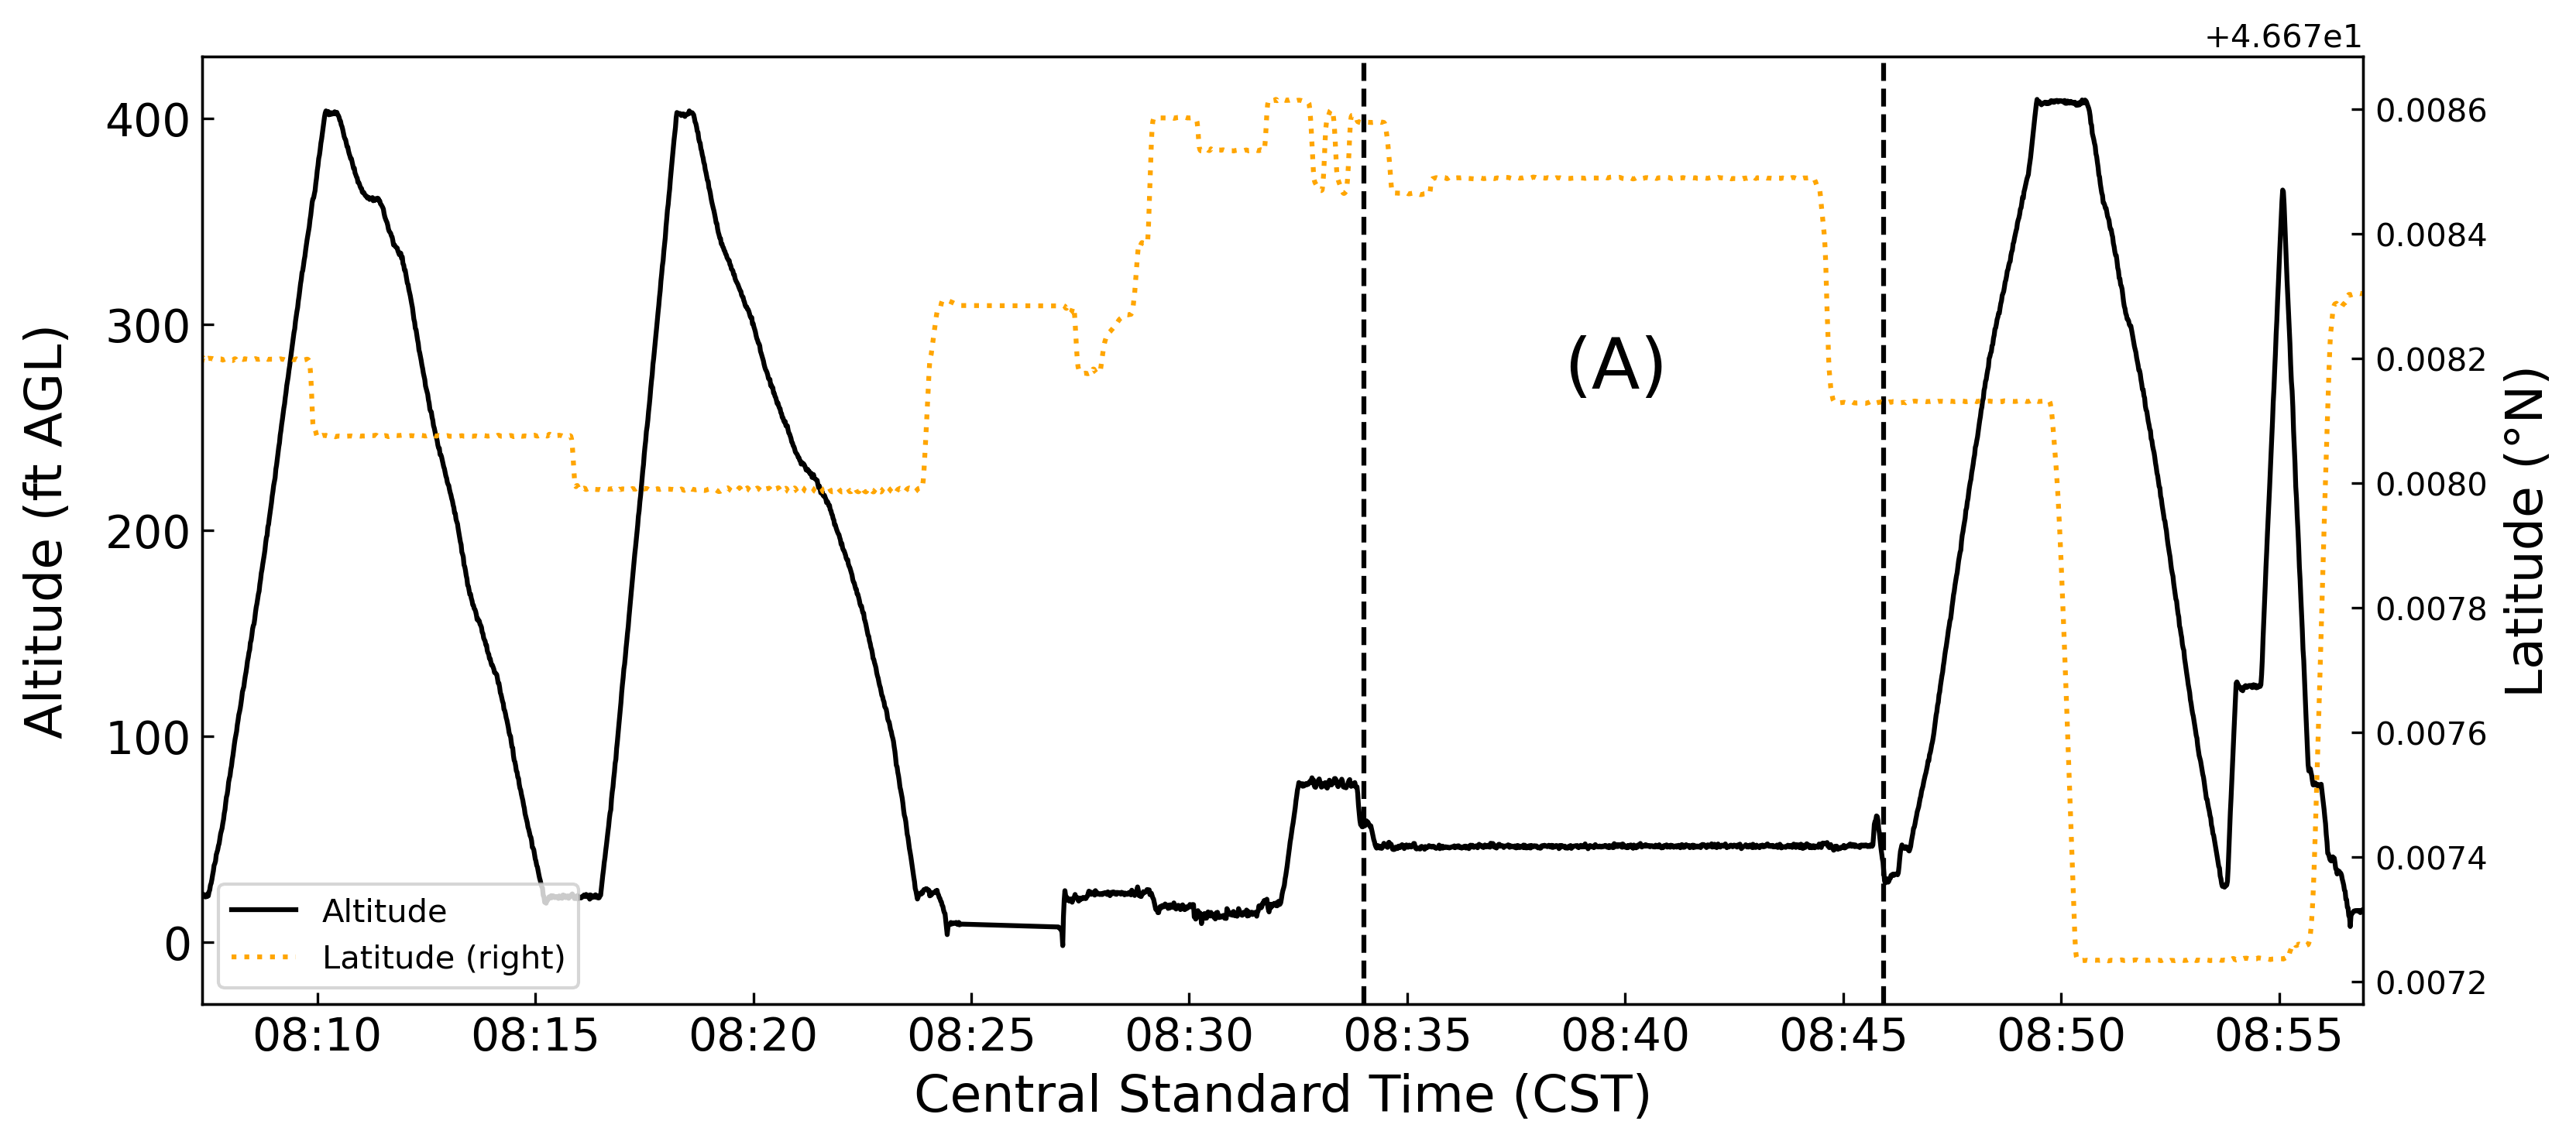 +4.667e1
400
300
200
100
0
Altitude (ft AGL)
(A)
0.0086
0.0084
0.0082
0.0080
0.0078
0.0076
0.0074
0.0072
Latitude (°N)
Altitude
Latitude (right)
08:10 08:15 08:20 08:25 08:30 08:35 08:40 08:45 08:50 08:55
Central Standard Time (CST)